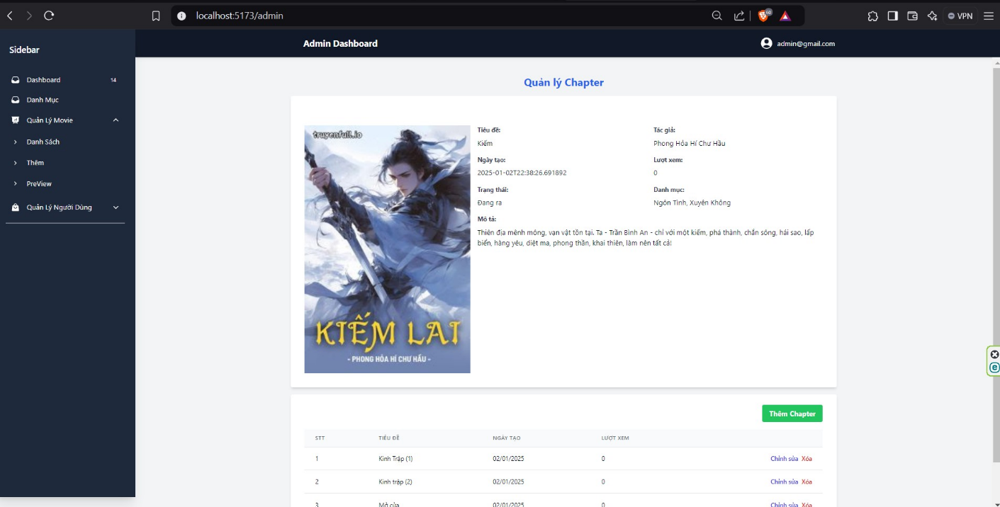 localhost:5173/admin
60
VPN
Sidebar
Admin Dashboard
admin@gmail.com
Dashboard 14
Danh Mục
Quản Lý Movie
Danh Sách
Thêm
PreView
Quản Lý Người Dùng
Quản lý Chapter
truyenfull.io
KIẾM LAI
- PHONG HỎA HÍ CHƯ HẦU -
Tiêu đề:
Kiếm
Tác giả:
Phong Hỏa Hí Chư Hầu
Ngày tạo:
2025-01-02T22:38:26.691892
Lượt xem:
0
Trạng thái:
Đang ra
Danh mục:
Ngôn Tình, Xuyên Không
Mô tả:
Thiên địa mênh mông, vạn vật tồn tại. Ta - Trần Bình An - chỉ với một kiếm, phá thành, chắn sông, hái sao, lấp
biển, hàng yêu, diệt ma, phong thần, khai thiên, làm nên tất cả!
Thêm Chapter
STT TIÊU ĐỀ NGÀY TẠO LƯỢT XEM
1 Kinh Trập (1) 02/01/2025 0 Chỉnh sửa Xóa
2 Kinh trập (2) 02/01/2025 0 Chỉnh sửa Xóa
3 Mở cửa 02/01/2025 0 Chỉnh sửa Xóa